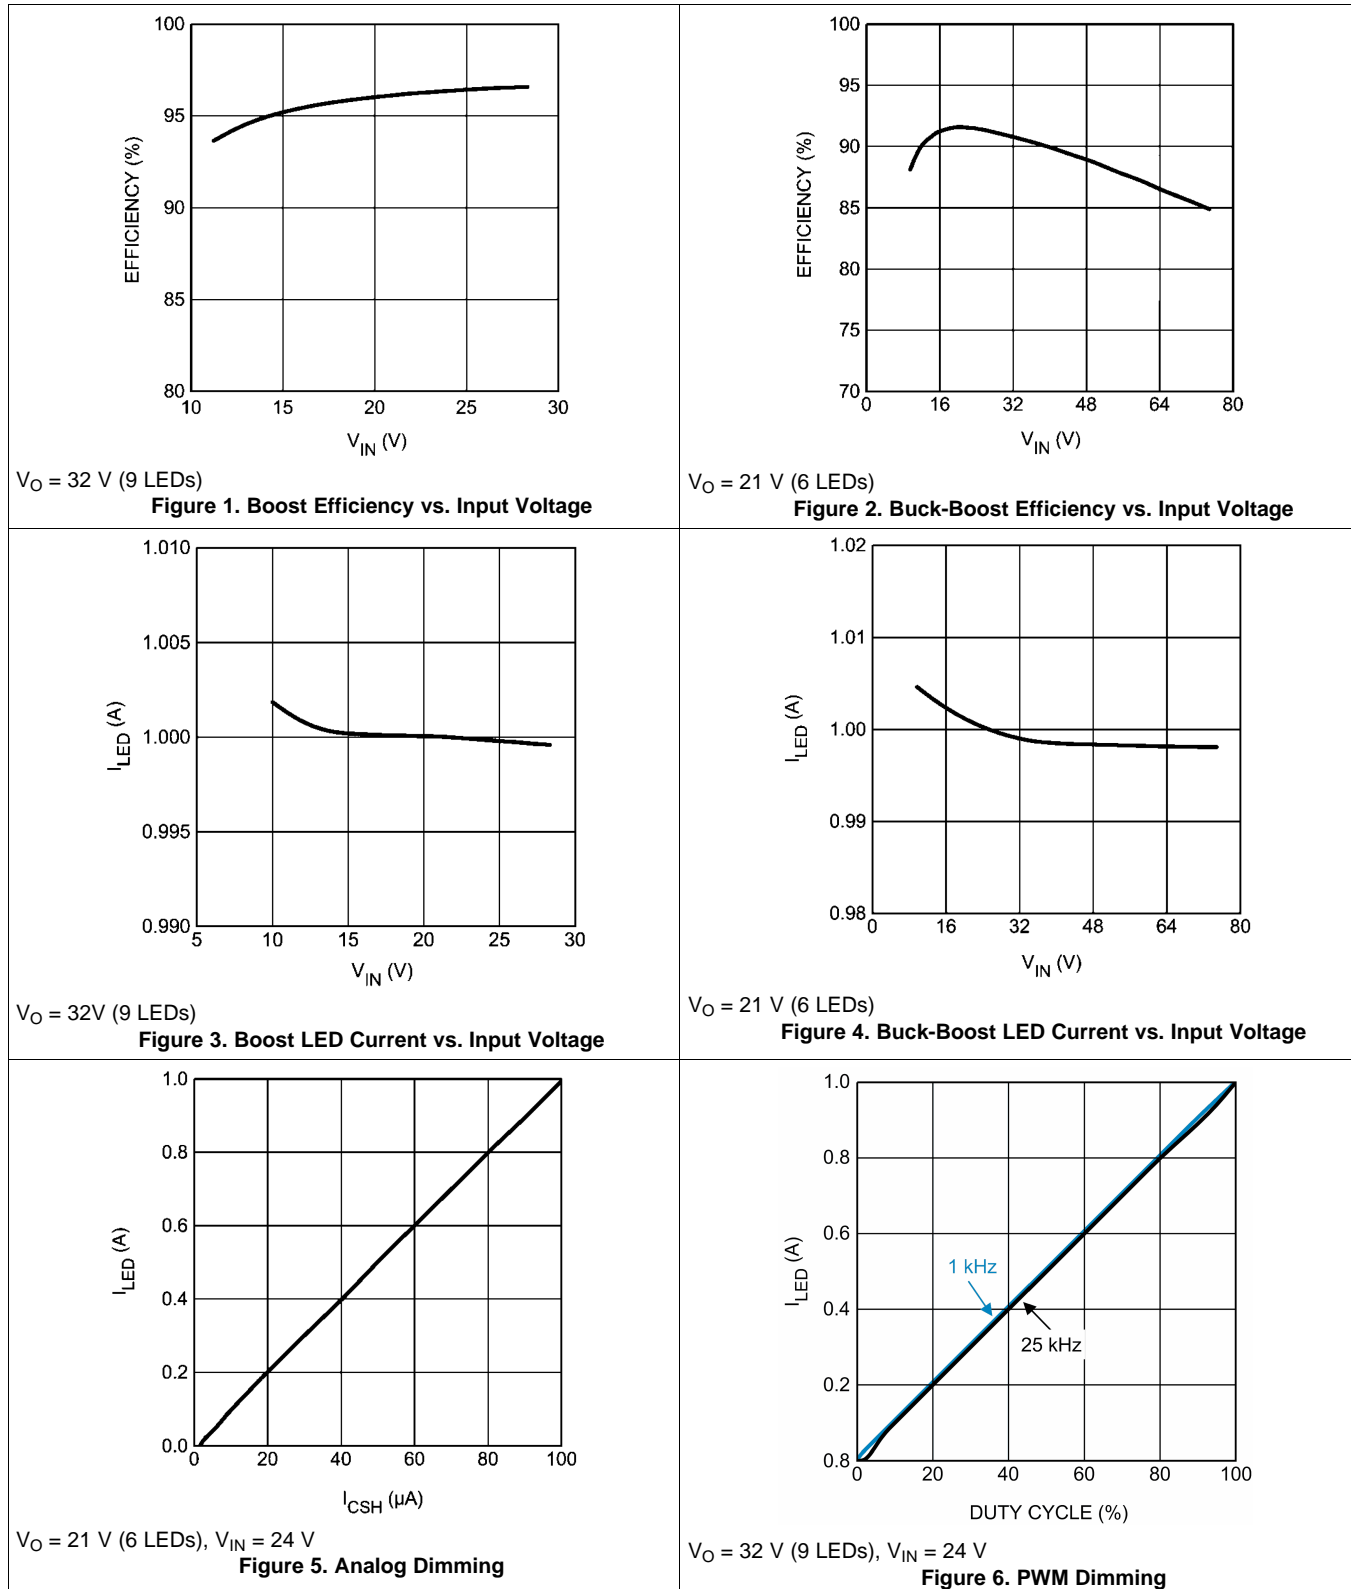 100
95
90
85
80
EFFICIENCY (%)
10 15 20 25 30
VIN (V)
VO = 32 V (9 LEDs)
Figure 1. Boost Efficiency vs. Input Voltage
100
95
90
85
80
75
70
EFFICIENCY (%)
0 16 32 48 64 80
VIN (V)
VO = 21 V (6 LEDs)
Figure 2. Buck-Boost Efficiency vs. Input Voltage
1.010
1.005
1.000
0.995
0.990
ILED (A)
5 10 15 20 25 30
VIN (V)
VO = 32V (9 LEDs)
Figure 3. Boost LED Current vs. Input Voltage
1.02
1.01
1.00
0.99
0.98
ILED (A)
0 16 32 48 64 80
VIN (V)
VO = 21 V (6 LEDs)
Figure 4. Buck-Boost LED Current vs. Input Voltage
1.0
0.8
0.6
0.4
0.2
0.0
ILED (A)
0 20 40 60 80 100
ICSH (µA)
VO = 21 V (6 LEDs), VIN = 24 V
Figure 5. Analog Dimming
1.0
0.8
0.6
0.4
0.2
0.8
ILED (A)
1 kHz
25 kHz
0 20 40 60 80 100
DUTY CYCLE (%)
VO = 32 V (9 LEDs), VIN = 24 V
Figure 6. PWM Dimming